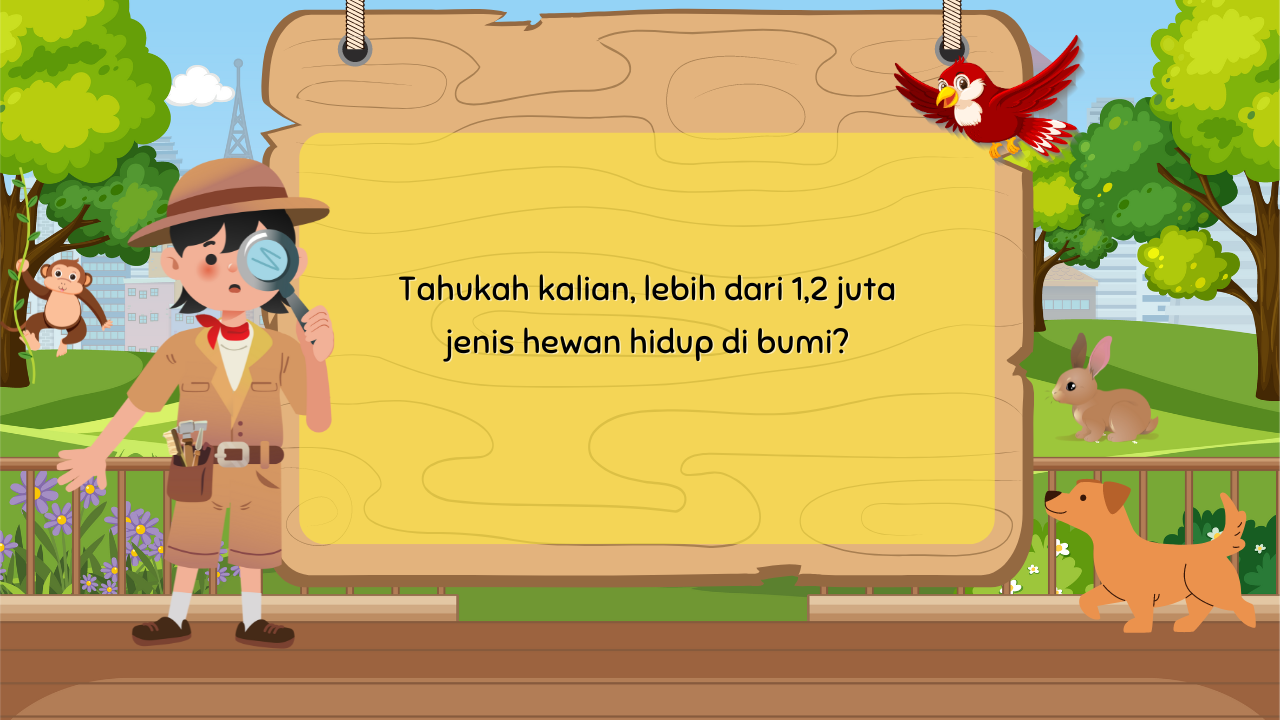 Tahukah kalian, lebih dari 1,2 juta
jenis hewan hidup di bumi?